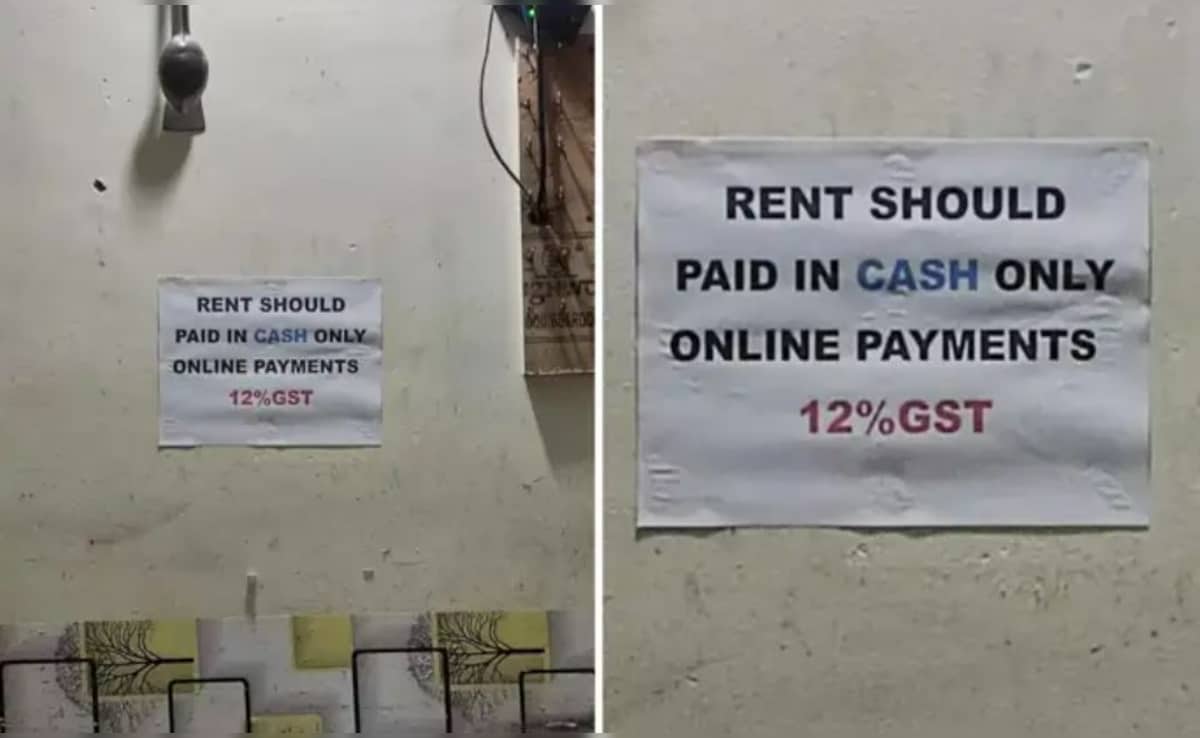 RENT SHOULD
PAID IN CASH ONLY
ONLINE PAYMENTS
12%GST
RENT SHOULD
PAID IN CASH ONLY
ONLINE PAYMENTS
12%GST